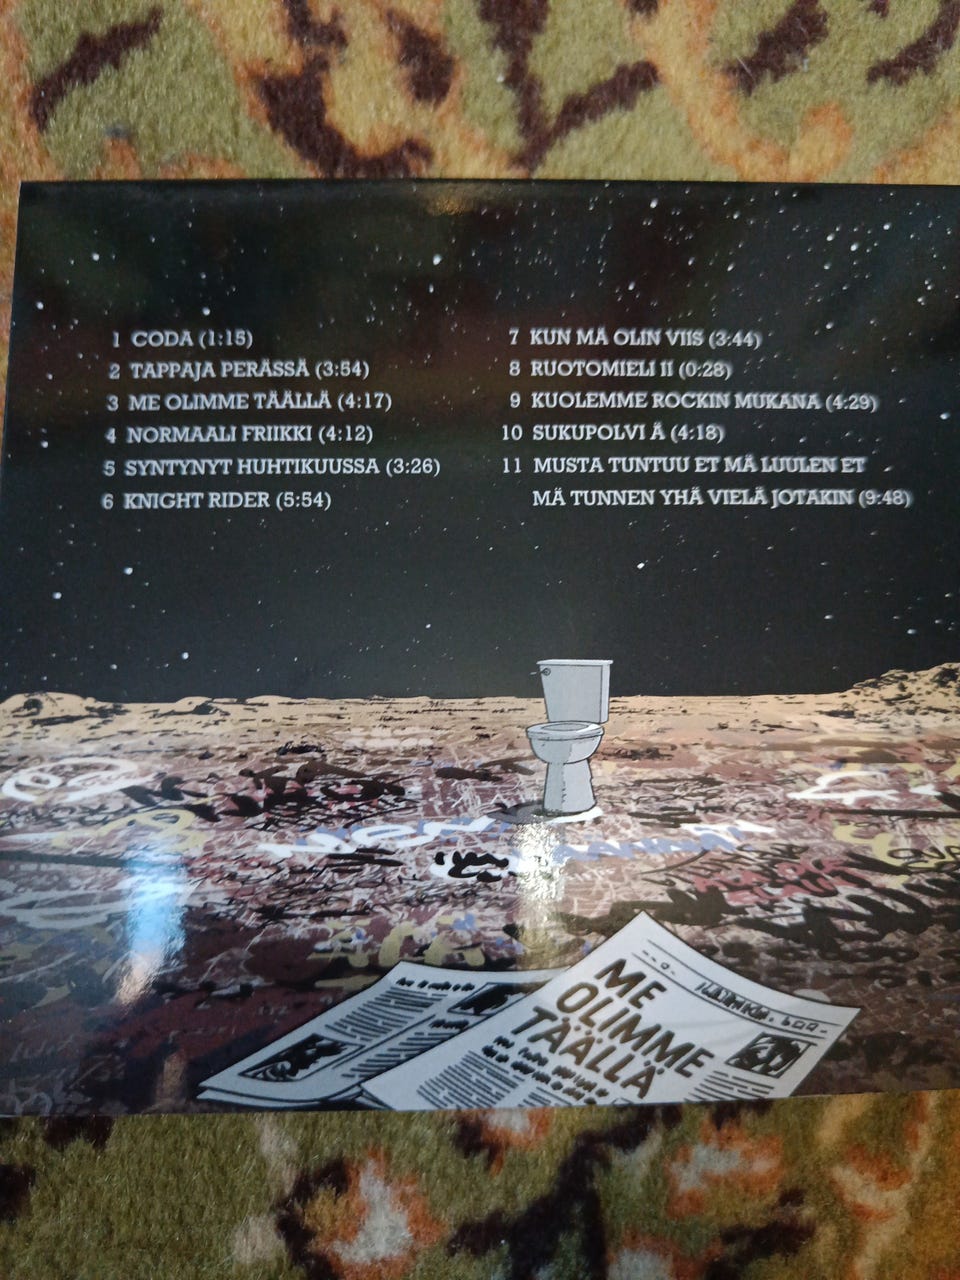 1 CODA (1:15)
2 TAPPAJA PERÄSSÄ (3:54)
3 ME OLIMME TÄÄLLÄ (4:17)
4 NORMAALI FRIIKKI (4:12)
5 SYNTYNYT HUHTIKUUSSA (3:26)
6 KNIGHT RIDER (5:54)
7 KUN MÄ OLIN VIIS (3:44)
8 RUOTOMIELI II (0:28)
9 KUOLEMME ROCKIN MUKANA (4:29)
10 SUKUPOLVI Ä (4:18)
11 MUSTA TUNTUU ET MÄ LUULEN ET
MÄ TUNNEN YHÄ VIELÄ JOTAKIN (9:48)
ME
OLIMME
TÄÄLLÄ